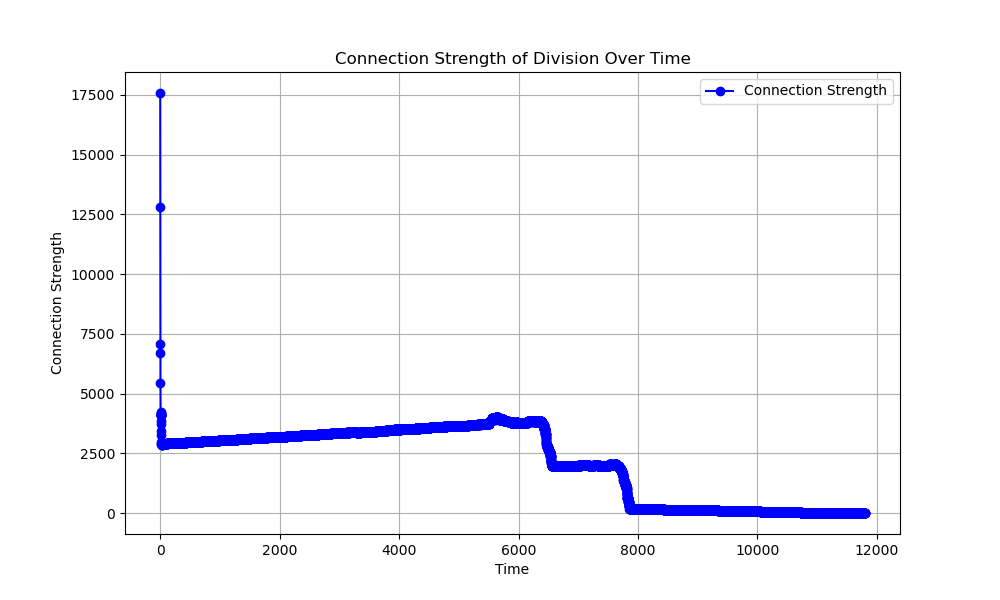 Connection Strength of Division Over Time
Connection Strength
17500
15000
12500
10000
7500
5000
2500
0
Connection Strength
0 2000 4000 6000 8000 10000 12000
Time